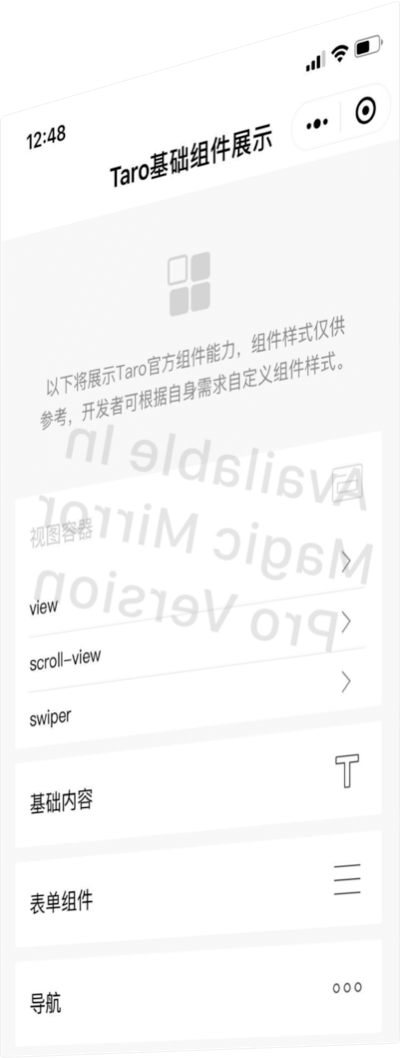 12:48
Taro基础组件展示
以下将展示Taro官方组件能力，组件样式仅供
参考，开发者可根据自身需求自定义组件样式。
Available In
Magic Mirror
Pro Version
视图容器
view
scroll-view
swiper
基础内容
表单组件
导航